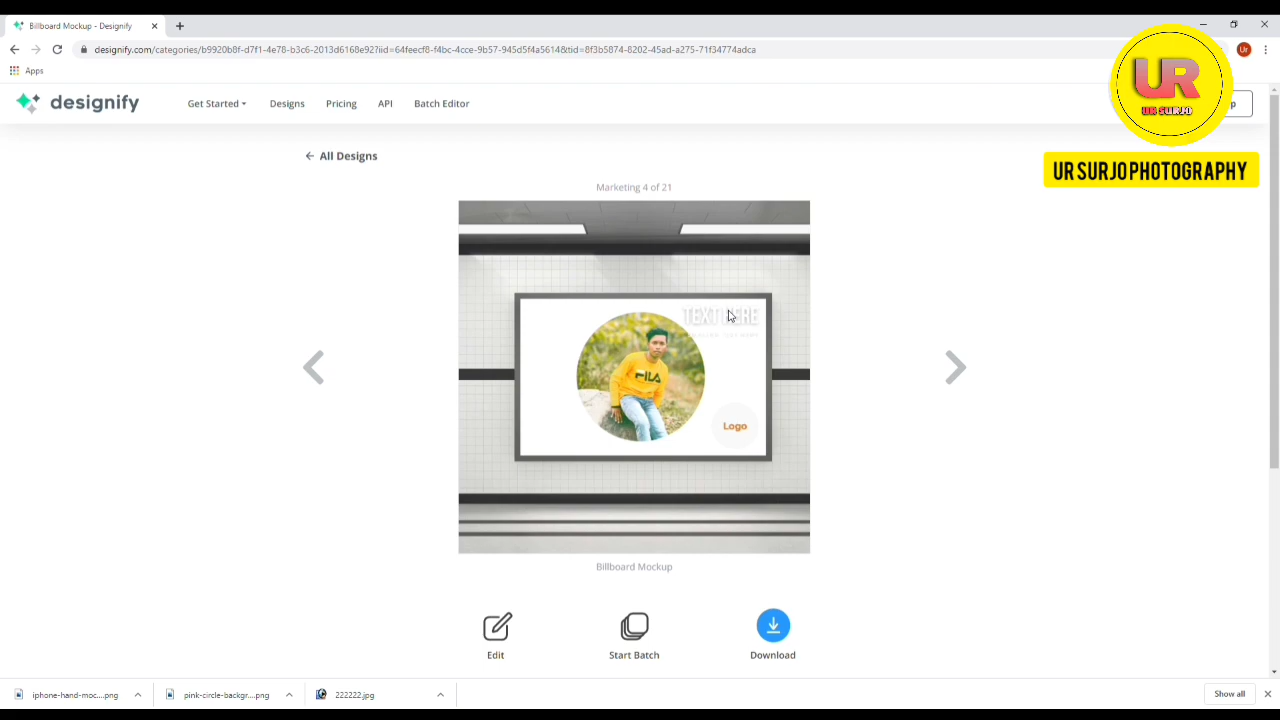 Billboard Mockup - Designify
designify.com/categories/b9920b8f-d7f1-4e78-b3c6-2013d6168e92?iid=64feecf8-f4bc-4cce-9b57-945d5f4a5614&tid=8f3b5874-8202-45ad-a275-71f34774adca
Ur
Apps
designify
Get Started
Designs
Pricing
API
Batch Editor
p
UR
UR SURJO
UR SURJO PHOTOGRAPHY
All Designs
Marketing 4 of 21
TEXT HERE
FILA
Logo
Billboard Mockup
Edit
Start Batch
Download
iphone-hand-moc....png
pink-circle-backgr....png
222222.jpg
Show all